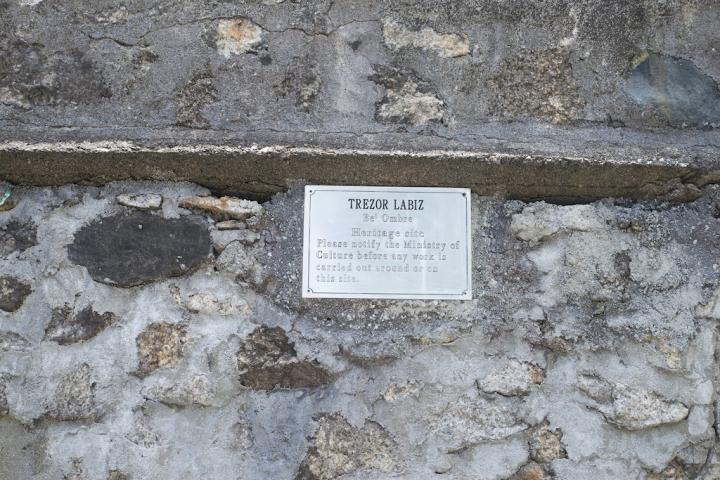 TREZOR LABIZ
Be' Ombre
Heritage site
Please notify the Ministry of
Culture before any work is
carried out around or on
this site.